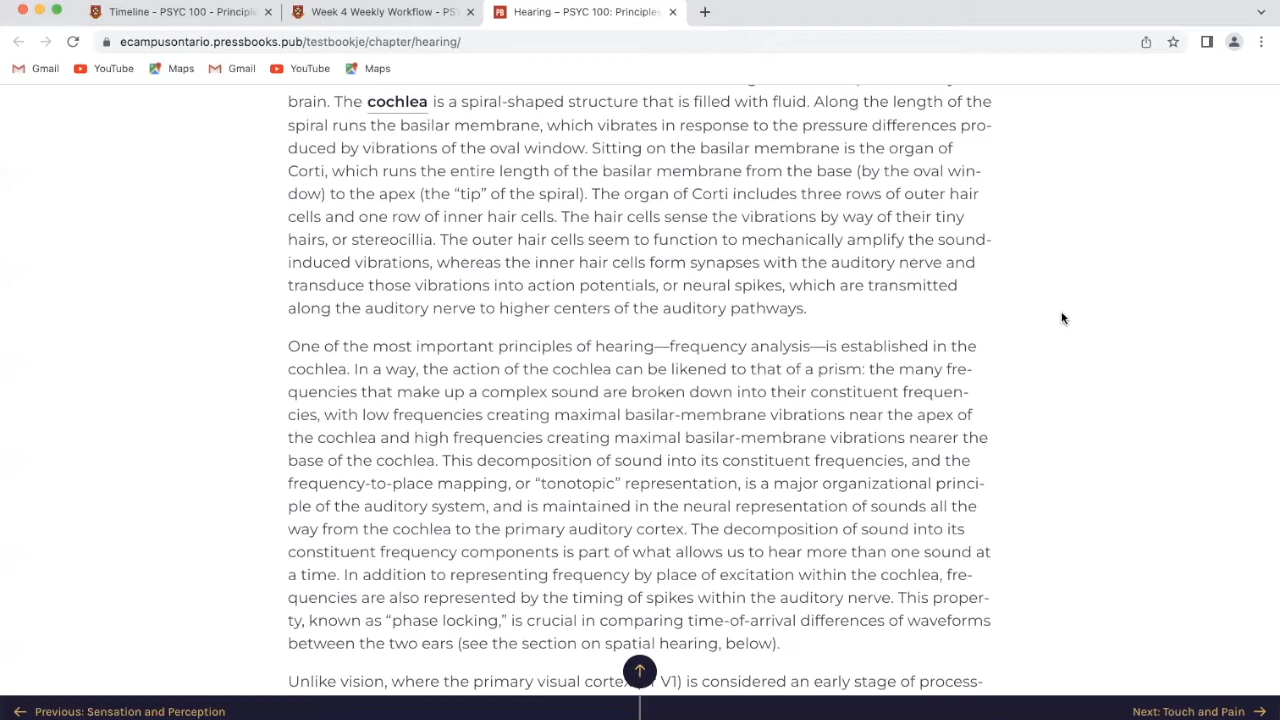 Timeline - PSYC 100 - Principle
Week 4 Weekly Workflow - PSY
Hearing – PSYC 100: Principles
ecampusontario.pressbooks.pub/testbookje/chapter/hearing/
Gmail YouTube Maps Gmail YouTube Maps
brain. The cochlea is a spiral-shaped structure that is filled with fluid. Along the length of the
spiral runs the basilar membrane, which vibrates in response to the pressure differences pro-
duced by vibrations of the oval window. Sitting on the basilar membrane is the organ of
Corti, which runs the entire length of the basilar membrane from the base (by the oval win-
dow) to the apex (the “tip” of the spiral). The organ of Corti includes three rows of outer hair
cells and one row of inner hair cells. The hair cells sense the vibrations by way of their tiny
hairs, or stereocillia. The outer hair cells seem to function to mechanically amplify the sound-
induced vibrations, whereas the inner hair cells form synapses with the auditory nerve and
transduce those vibrations into action potentials, or neural spikes, which are transmitted
along the auditory nerve to higher centers of the auditory pathways.
One of the most important principles of hearing—frequency analysis—is established in the
cochlea. In a way, the action of the cochlea can be likened to that of a prism: the many fre-
quencies that make up a complex sound are broken down into their constituent frequen-
cies, with low frequencies creating maximal basilar-membrane vibrations near the apex of
the cochlea and high frequencies creating maximal basilar-membrane vibrations nearer the
base of the cochlea. This decomposition of sound into its constituent frequencies, and the
frequency-to-place mapping, or “tonotopic” representation, is a major organizational princi-
ple of the auditory system, and is maintained in the neural representation of sounds all the
way from the cochlea to the primary auditory cortex. The decomposition of sound into its
constituent frequency components is part of what allows us to hear more than one sound at
a time. In addition to representing frequency by place of excitation within the cochlea, fre-
quencies are also represented by the timing of spikes within the auditory nerve. This proper-
ty, known as “phase locking,” is crucial in comparing time-of-arrival differences of waveforms
between the two ears (see the section on spatial hearing, below).
Unlike vision, where the primary visual cortex V1) is considered an early stage of process-
Previous: Sensation and Perception
Next: Touch and Pain